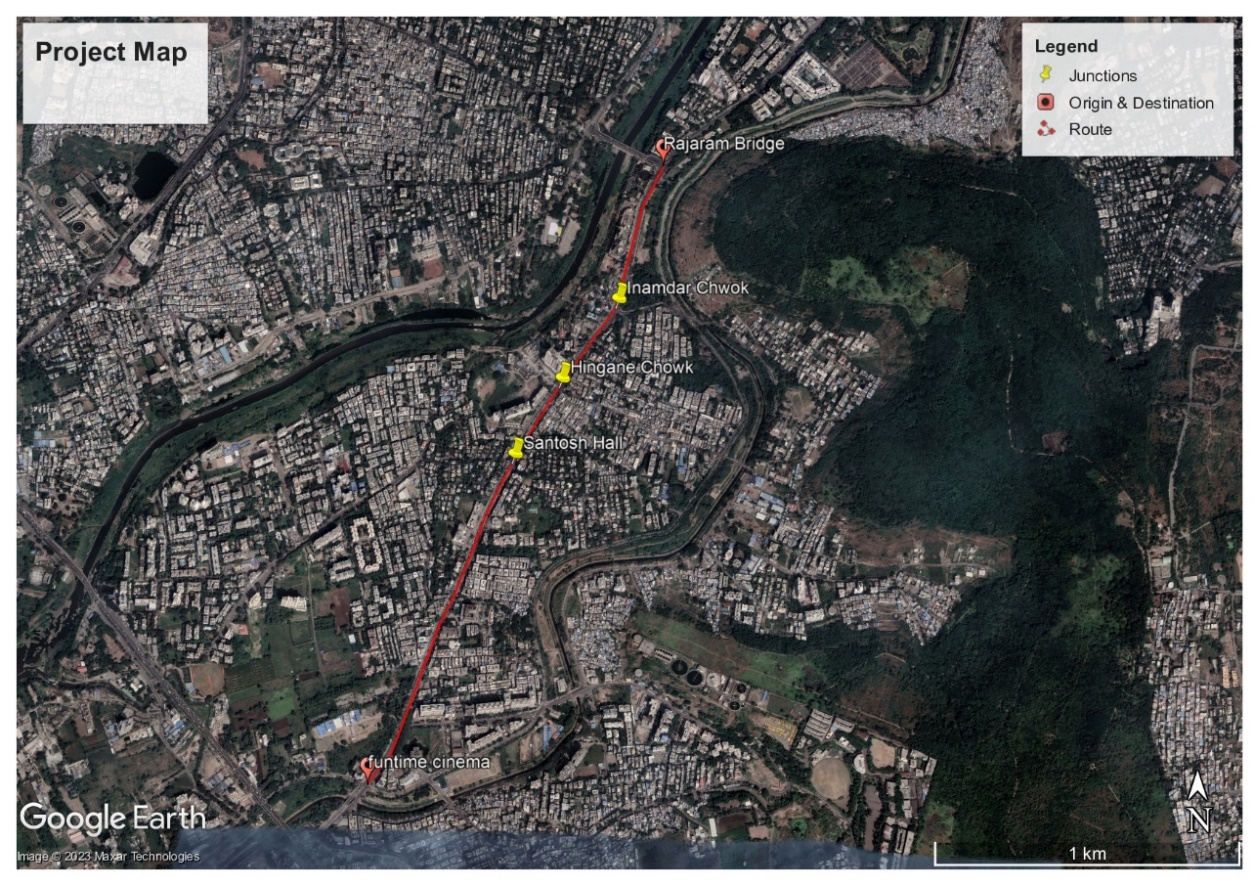 Project Map
Legend
Junctions
Origin & Destination
Route
Rajaram Bridge
Inamdar Chwok
Hingane Chowk
Santosh Hall
funtime cinema
Google Earth
Image © 2023 Maxar Technologies
N
1 km